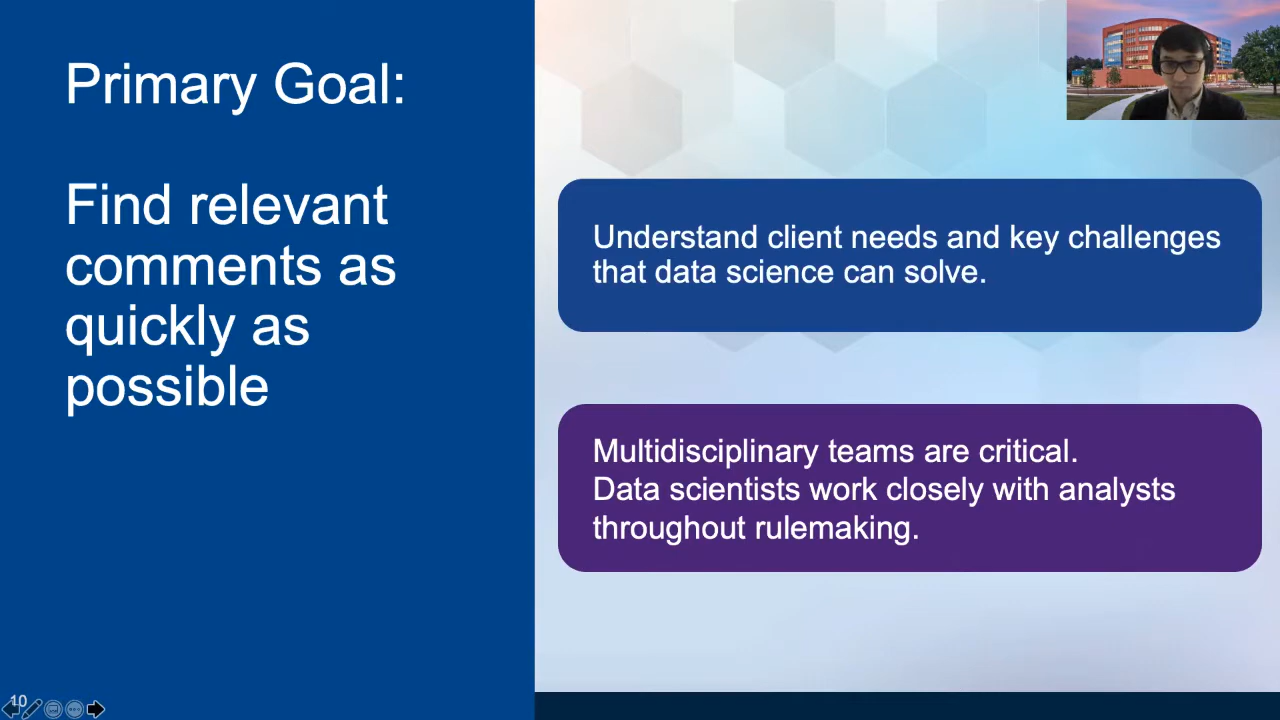 Primary Goal:
Find relevant
comments as
quickly as
possible
Understand client needs and key challenges
that data science can solve.
Multidisciplinary teams are critical.
Data scientists work closely with analysts
throughout rulemaking.
10